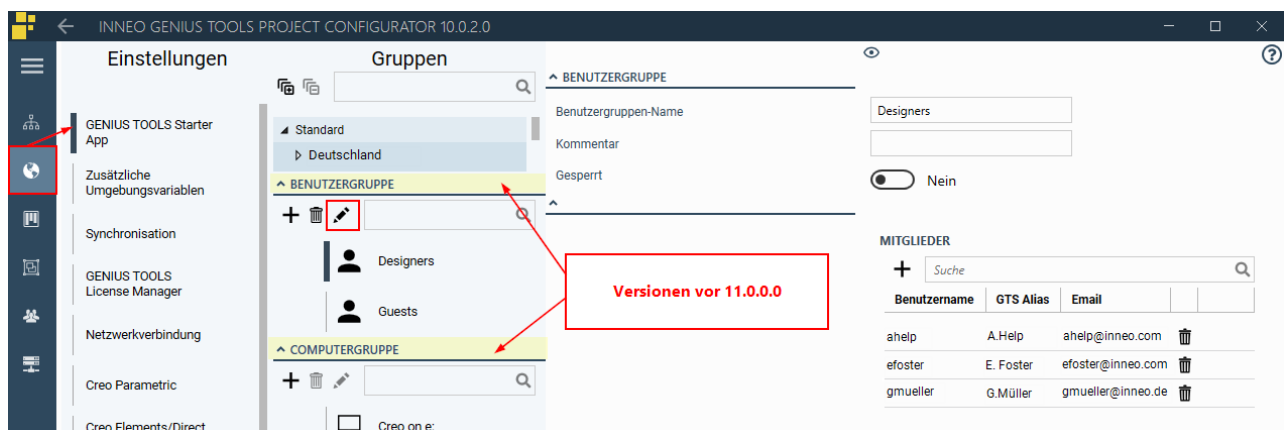 INNEO GENIUS TOOLS PROJECT CONFIGURATOR 10.0.2.0
Einstellungen
GENIUS TOOLS Starter
App
Zusätzliche
Umgebungsvariablen
Synchronisation
GENIUS TOOLS
License Manager
Netzwerkverbindung
Creo Parametric
Creo Elements/Direct
Gruppen
Standard
Deutschland
BENUTZERGRUPPE
Designers
Guests
COMPUTERGRUPPE
Creo on e:
BENUTZERGRUPPE
Benutzergruppen-Name
Designers
Kommentar
Gesperrt
Nein
Versionen vor 11.0.0.0
MITGLIEDER
Suche
Benutzername GTS Alias Email
ahelp A.Help ahelp@inneo.com
efoster E. Foster efoster@inneo.com
gmueller G.Müller gmueller@inneo.de